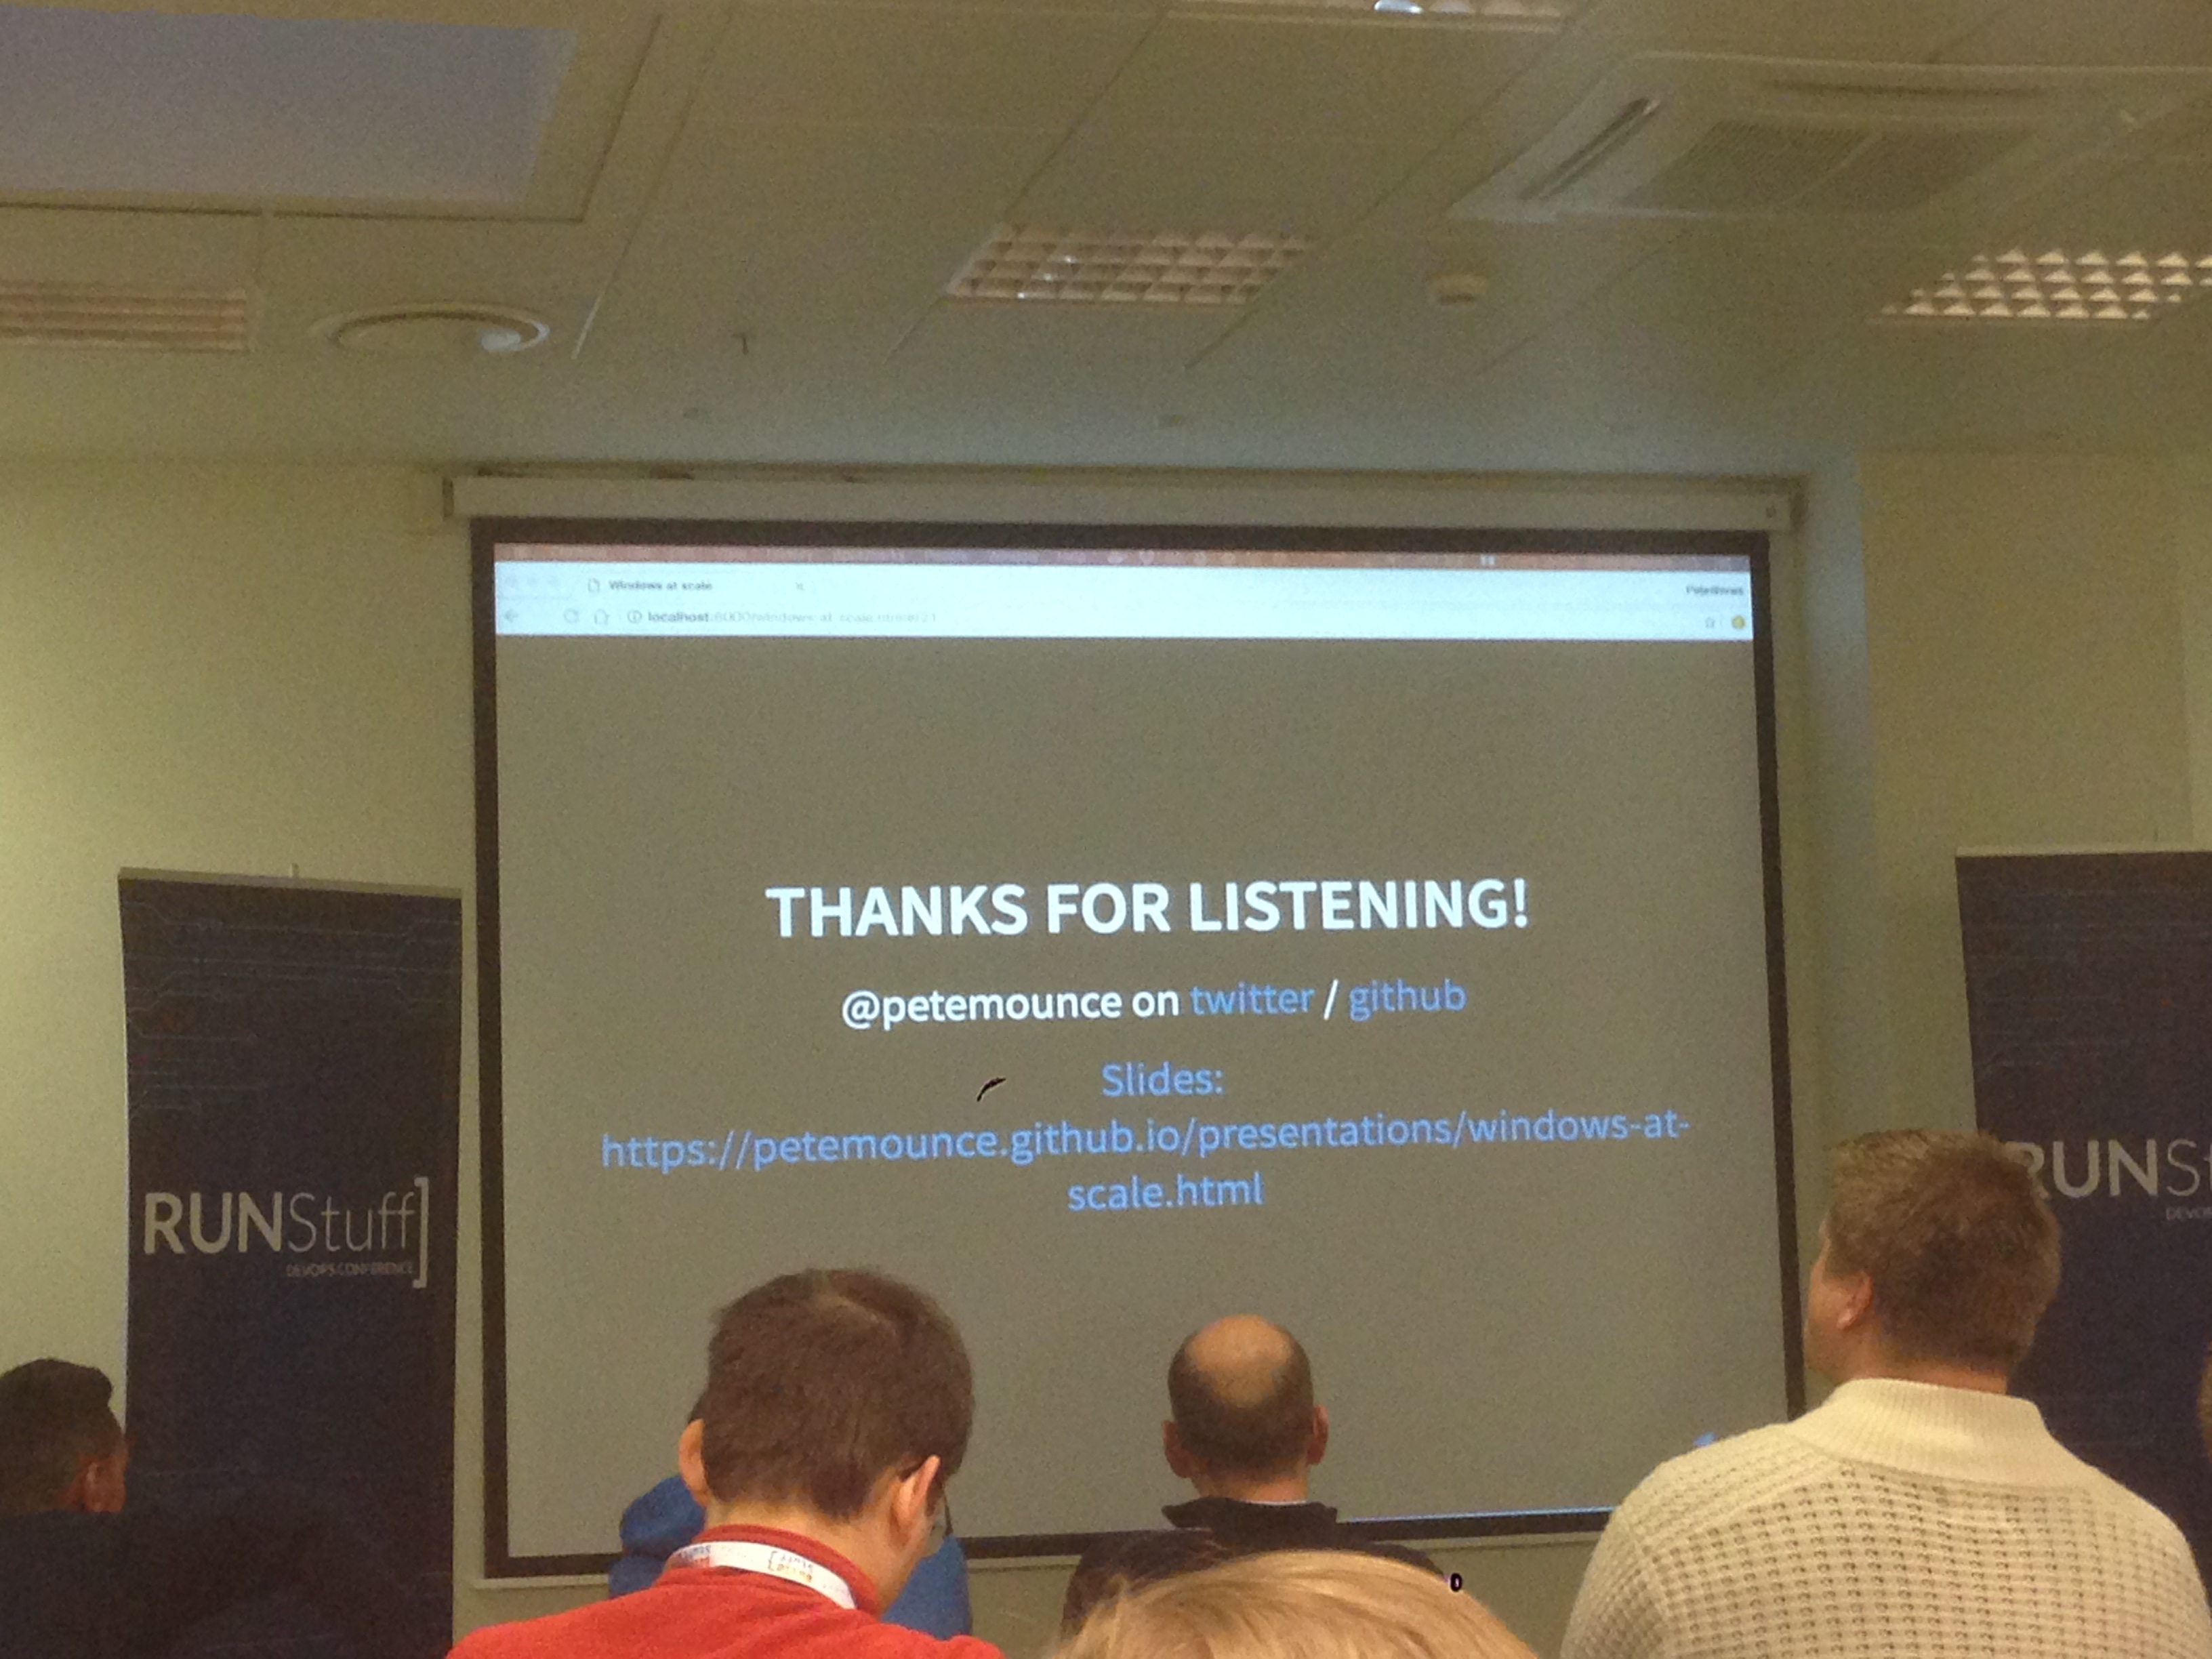 Windows at scale
localhost:8000/windows-at-scale.html#/21
THANKS FOR LISTENING!
@petemounce on twitter / github
Slides:
https://petemounce.github.io/presentations/windows-at-
scale.html
RUNStuff]
DEVOPS CONFERENCE
RUNSt
DEVO